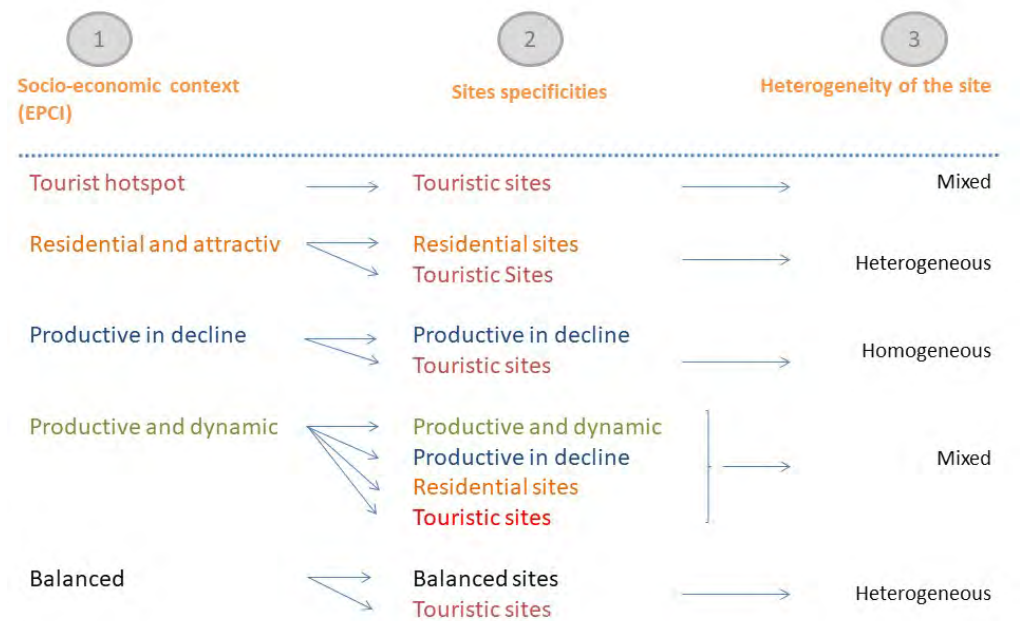 1
2
3
Socio-economic context
(EPCI)
Sites specificities
Heterogeneity of the site
Tourist hotspot
Touristic sites
Mixed
Residential and attractiv
Residential sites
Touristic Sites
Heterogeneous
Productive in decline
Productive in decline
Touristic sites
Homogeneous
Productive and dynamic
Productive and dynamic
Productive in decline
Residential sites
Touristic sites
Mixed
Balanced
Balanced sites
Touristic sites
Heterogeneous